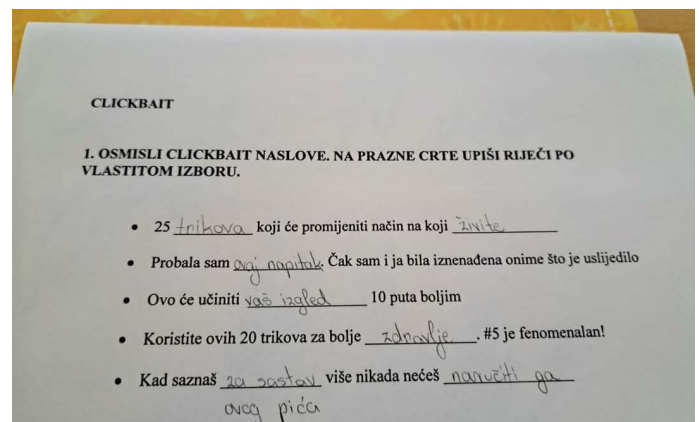 CLICKBAIT
1. OSMISLI CLICKBAIT NASLOVE. NA PRAZNE CRTE UPIŠI RIJEČI PO
VLASTITOM IZBORU.
• 25 trikova koji će promijeniti način na koji živite
• Probala sam ovaj napitak. Čak sam i ja bila iznenađena onime što je uslijedilo
• Ovo će učiniti vaš izgled 10 puta boljim
• Koristite ovih 20 trikova za bolje zdravlje. #5 je fenomenalan!
• Kad saznaš za sastav više nikada nećeš naručiti ga
ovog pića